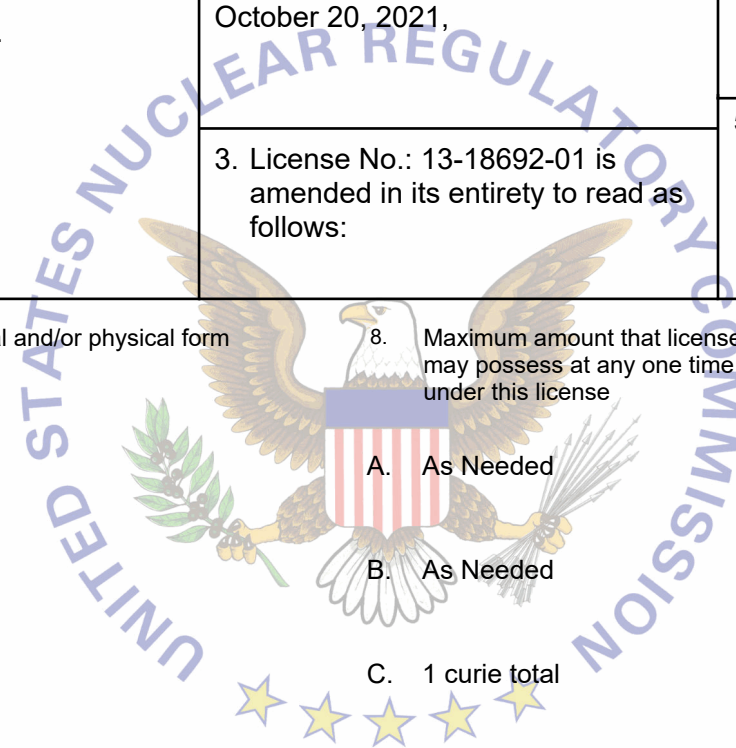 October 20, 2021,
3. License No.: 13-18692-01 is
amended in its entirety to read as
follows:
and/or physical form
8. Maximum amount that license
may possess at any one time
under this license
A. As Needed
B. As Needed
C. 1 curie total
UNITED STATES NUCLEAR REGULATORY COMMISSION